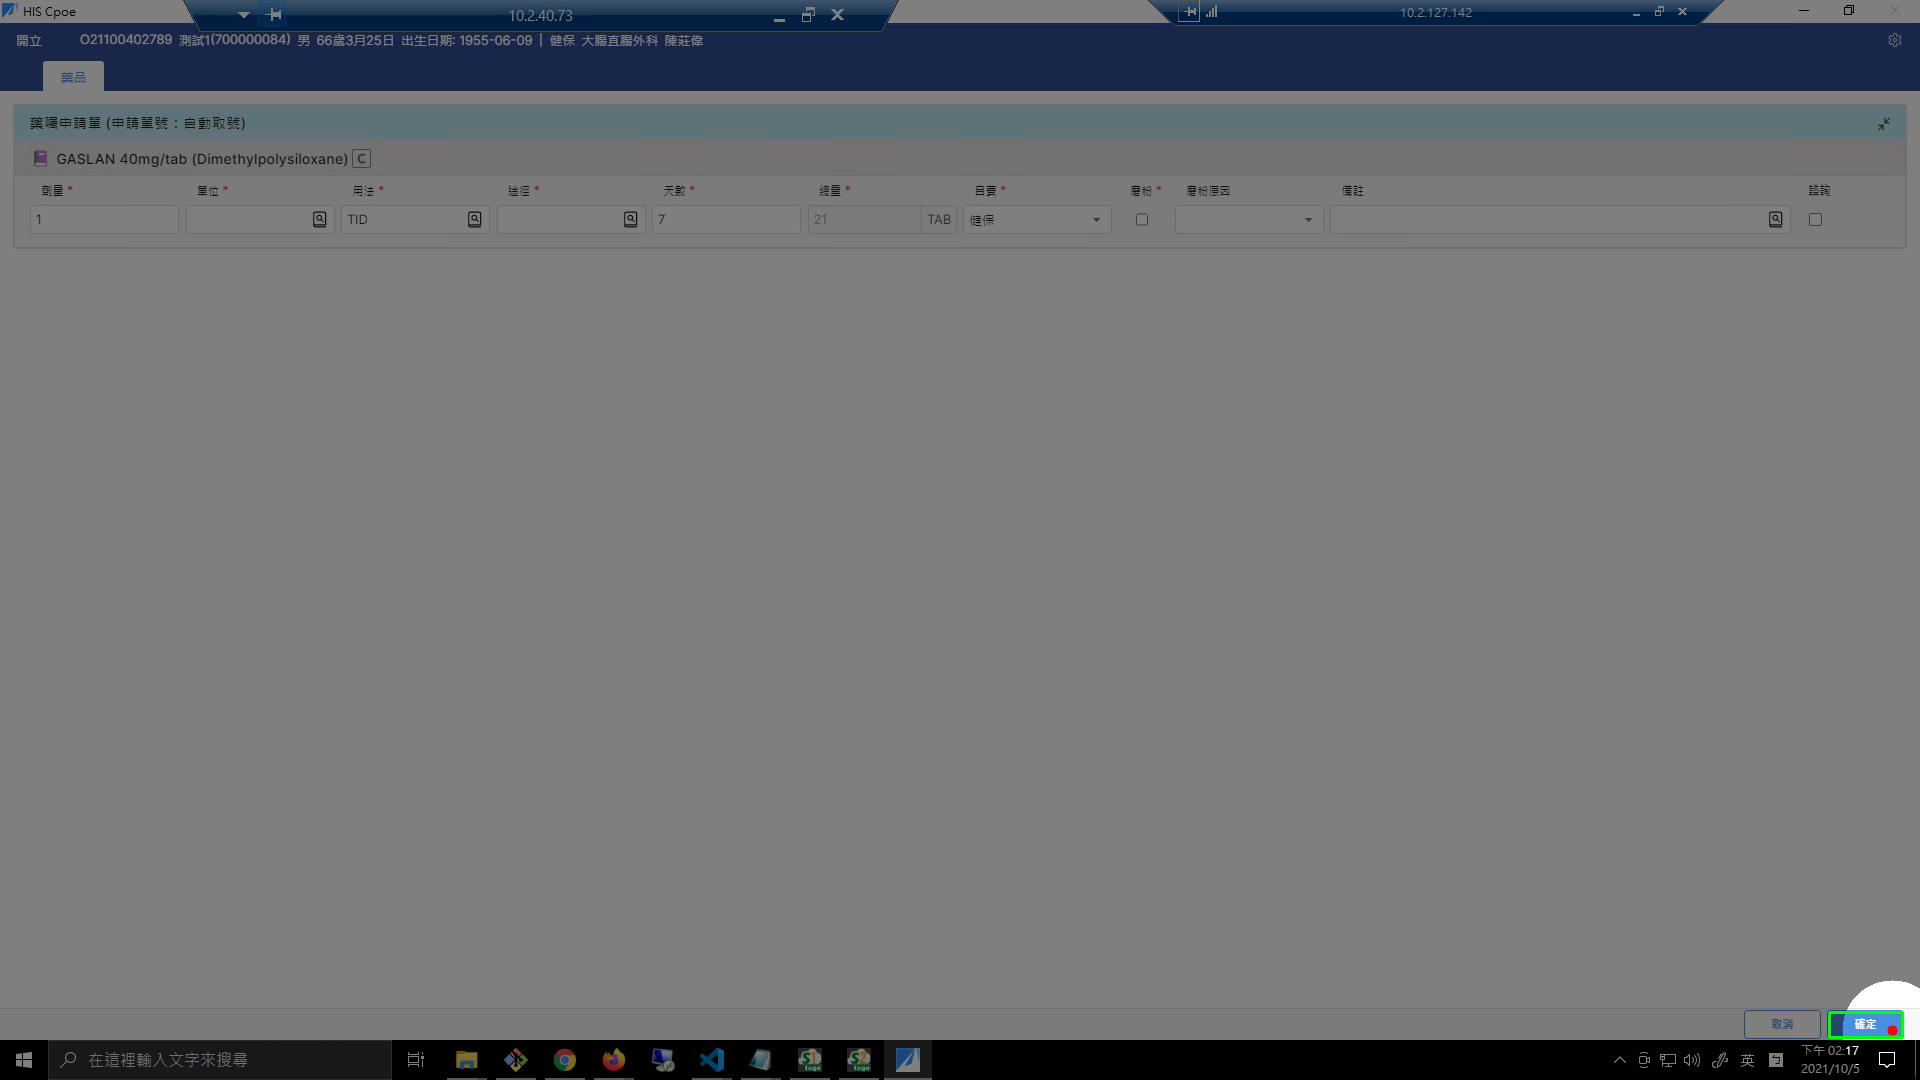 HIS Cpoe
10.2.40.73
10.2.127.142
開立 O21100402789 測試1(700000084) 男 66歲3月25日 出生日期: 1955-06-09 | 健保 大腸直腸外科 陳莊偉
藥品
藥囑申請單 (申請單號：自動取號)
GASLAN 40mg/tab (Dimethylpolysiloxane) C
劑量 * 單位 * 用法 * 途徑 * 天數 * 總量 * 自費 * 磨粉 * 磨粉原因 備註 諮詢
1 TID 7 21 TAB 健保
取消 確定
在這裡輸入文字來搜尋
S1 toga
S2 toga
英
下午 02:17
2021/10/5